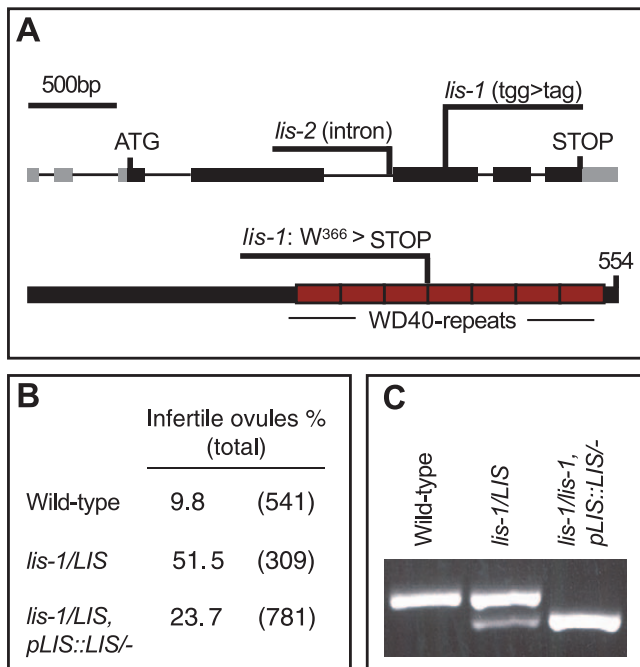 A
500bp
lis-1 (tgg>tag)
lis-2 (intron)
ATG
STOP
lis-1: W366 > STOP
554
WD40-repeats
B
Infertile ovules %
(total)
Wild-type 9.8 (541)
lis-1/LIS 51.5 (309)
lis-1/LIS, 23.7 (781)
pLIS::LIS/-
C
Wild-type
lis-1/LIS
lis-1/lis-1,
pLIS::LIS/-